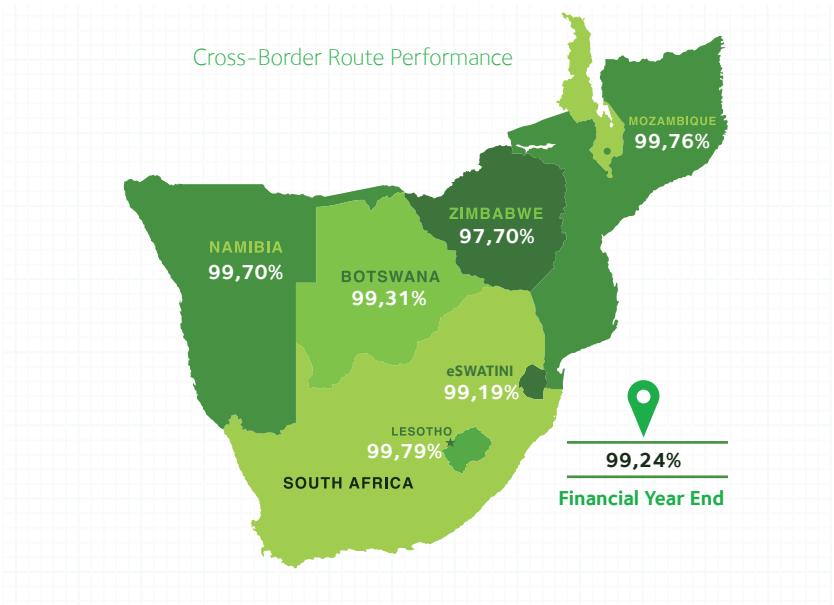 Cross-Border Route Performance
MOZAMBIQUE
99,76%
ZIMBABWE
97,70%
NAMIBIA
99,70%
BOTSWANA
99,31%
eSWATINI
99,19%
LESOTHO
99,79%
SOUTH AFRICA
99,24%
Financial Year End